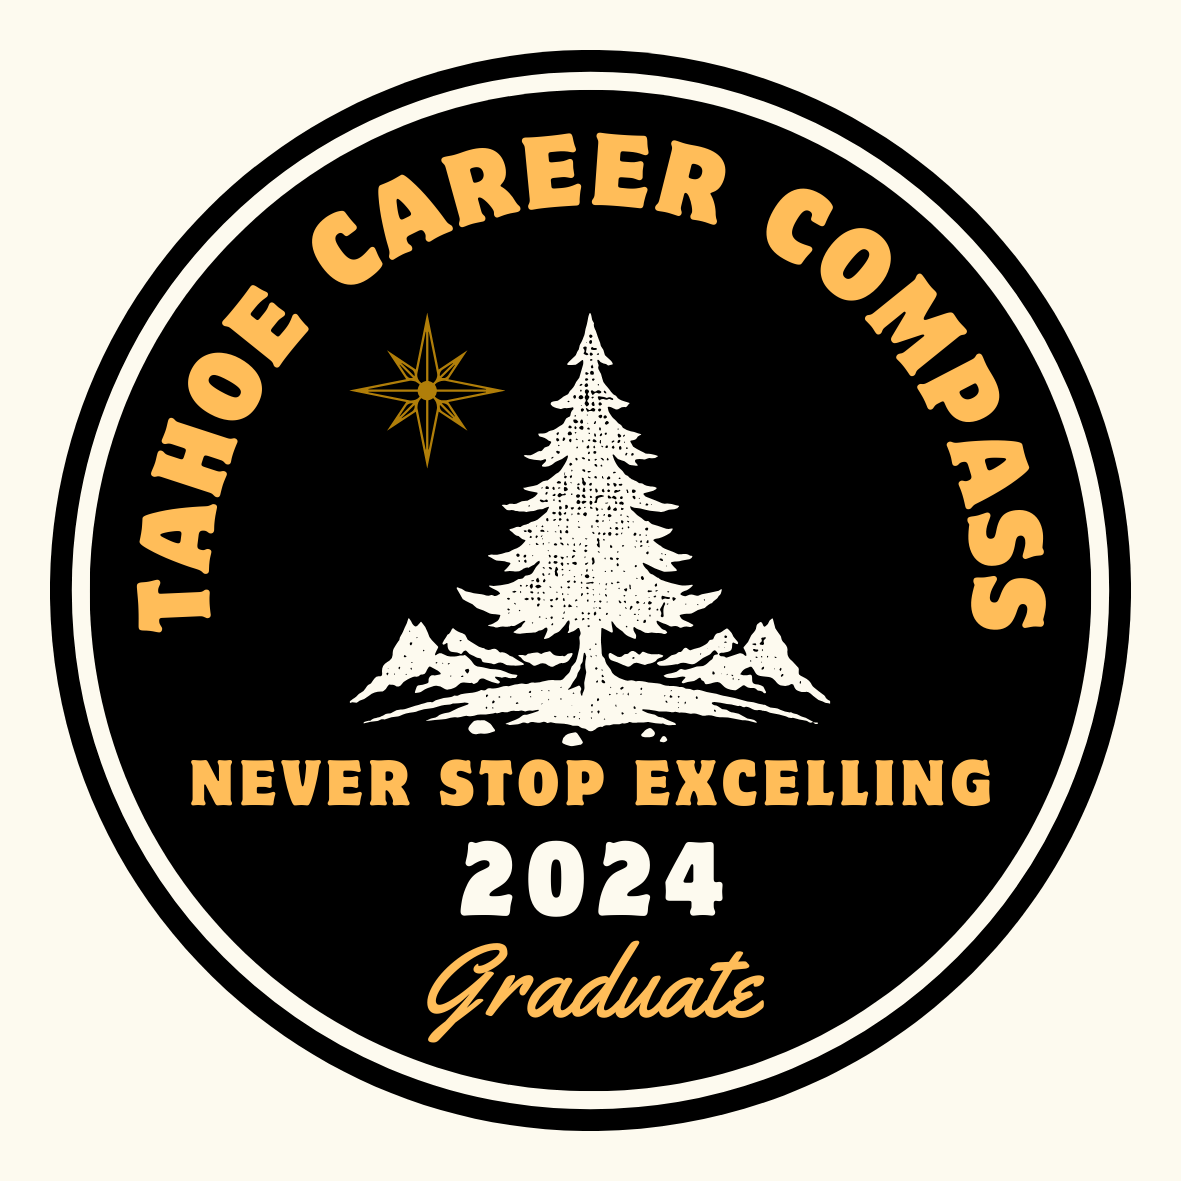 TAHOE CAREER COMPASS
NEVER STOP EXCELLING
2024
Graduate